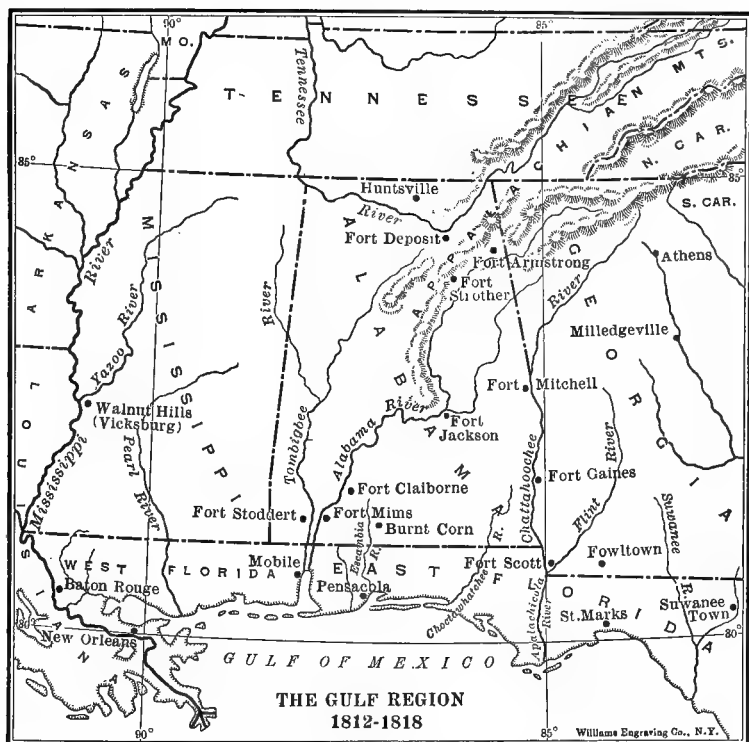 90°
85°
MO.
TENNESSEE
Tennessee
APPALACHIAN MTS.
N. CAR.
85°
85°
S. CAR.
ARKANSAS
Huntsville
River
Fort Deposit
Fort Armstrong
Athens
Fort
Strother
River
River
Yazoo River
MISSISSIPPI
River
ALABAMA
GEORGIA
Milledgeville
Fort Mitchell
Walnut Hills
(Vicksburg)
River
Fort
Jackson
Mississippi
Pearl River
Tombigbee
Alabama
Chattahoochee
Flint River
Fort Claiborne
Fort Gaines
Suwanee R.
Fort Stoddert
Fort Mims
Burnt Corn
Escambia R.
Choctawhatchee R.
Fort Scott
Fowltown
LOUISIANA
WEST FLORIDA
EAST FLORIDA
Mobile
Pensacola
Baton Rouge
Apalachicola River
St. Marks
Suwanee
Town
New Orleans
80°
80°
GULF OF MEXICO
THE GULF REGION
1812-1818
90°
85°
Williams Engraving Co., N.Y.